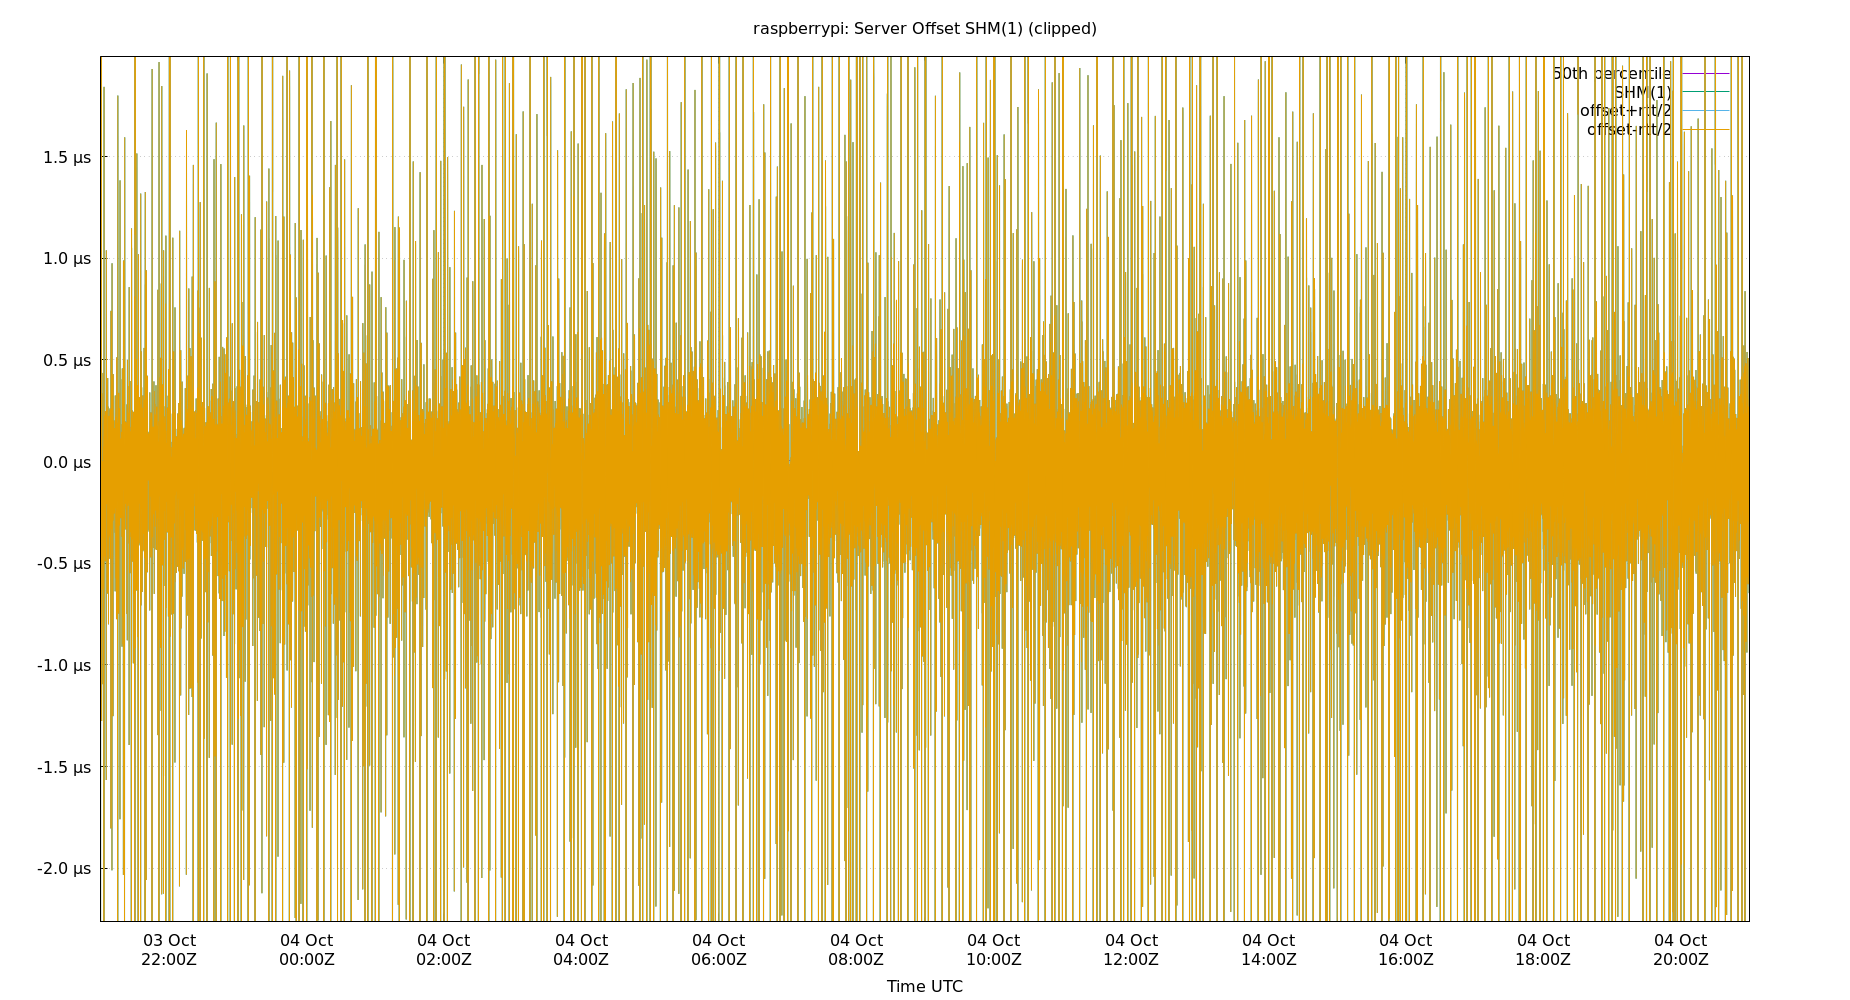 raspberrypi: Server Offset SHM(1) (clipped)
50th percentile
SHM(1)
offset+rtt/2
offset-rtt/2
1.5 µs
1.0 µs
0.5 µs
0.0 µs
-0.5 µs
-1.0 µs
-1.5 µs
-2.0 µs
03 Oct 04 Oct 04 Oct 04 Oct 04 Oct 04 Oct 04 Oct 04 Oct 04 Oct 04 Oct 04 Oct 04 Oct
22:00Z 00:00Z 02:00Z 04:00Z 06:00Z 08:00Z 10:00Z 12:00Z 14:00Z 16:00Z 18:00Z 20:00Z
Time UTC